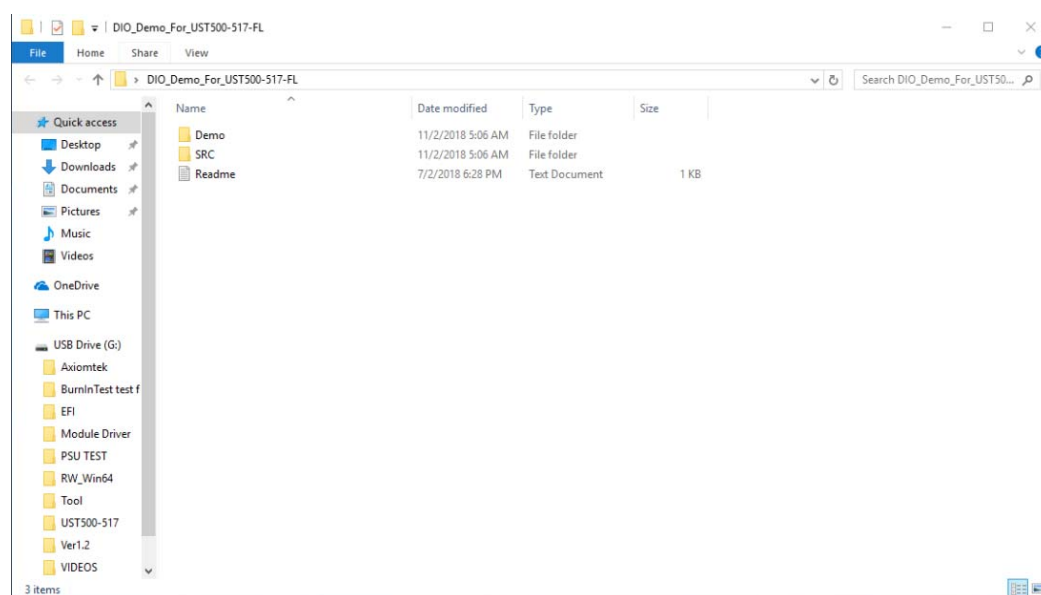 DIO_Demo_For_UST500-517-FL
File Home Share View
DIO_Demo_For_UST500-517-FL Search DIO_Demo_For_UST50...
Name Date modified Type Size
Quick access
Desktop
Downloads
Documents
Pictures
Music
Videos
OneDrive
This PC
USB Drive (G:)
Axiomtek
BurnInTest test f
EFI
Module Driver
PSU TEST
RW_Win64
Tool
UST500-517
Ver1.2
VIDEOS
Demo 11/2/2018 5:06 AM File folder
SRC 11/2/2018 5:06 AM File folder
Readme 7/2/2018 6:28 PM Text Document 1 KB
3 items